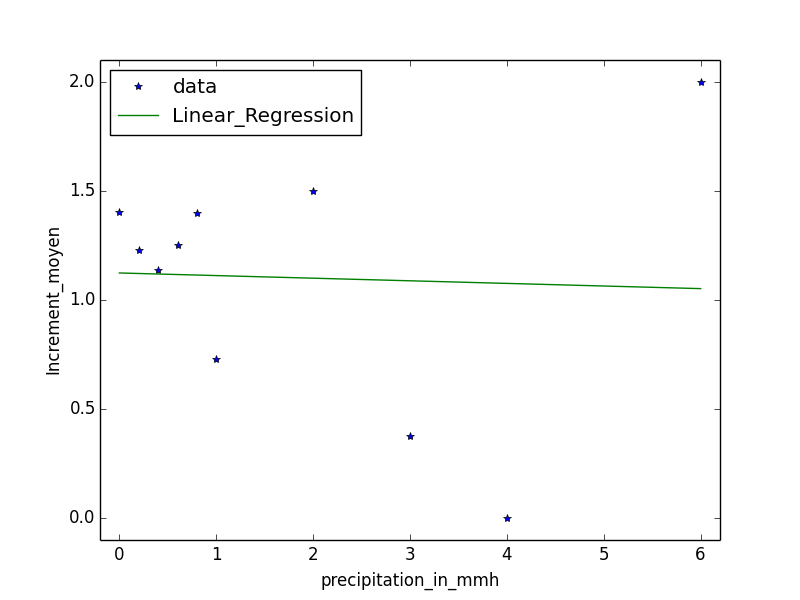 data
Linear_Regression
2.0
1.5
1.0
0.5
0.0
Increment_moyen
0 1 2 3 4 5 6
precipitation_in_mmh